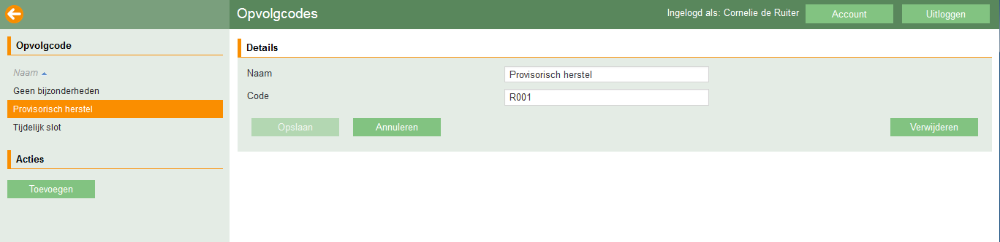 Opvolgcodes
Ingelogd als: Cornelie de Ruiter
Account
Uitloggen
Opvolgcode
Naam
Geen bijzonderheden
Provisorisch herstel
Tijdelijk slot
Acties
Toevoegen
Details
Naam
Provisorisch herstel
Code
R001
Opslaan
Annuleren
Verwijderen